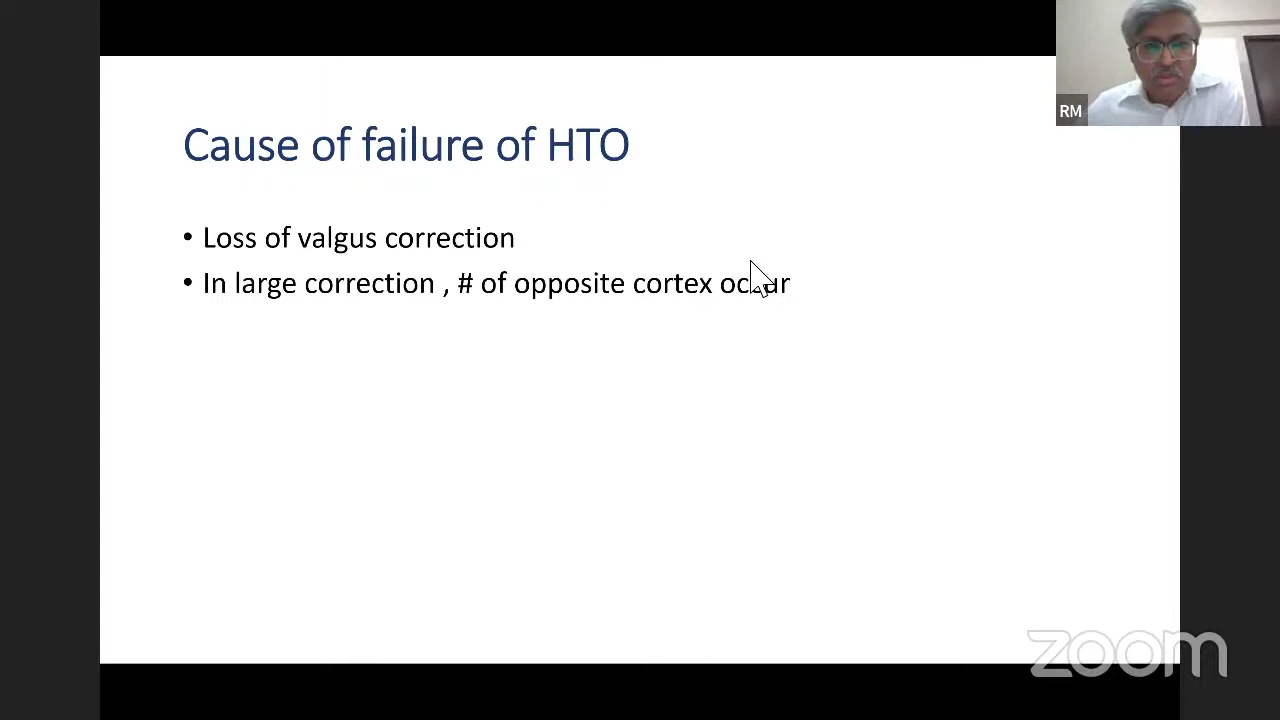 RM
Cause of failure of HTO
• Loss of valgus correction
• In large correction , # of opposite cortex occur
zoom